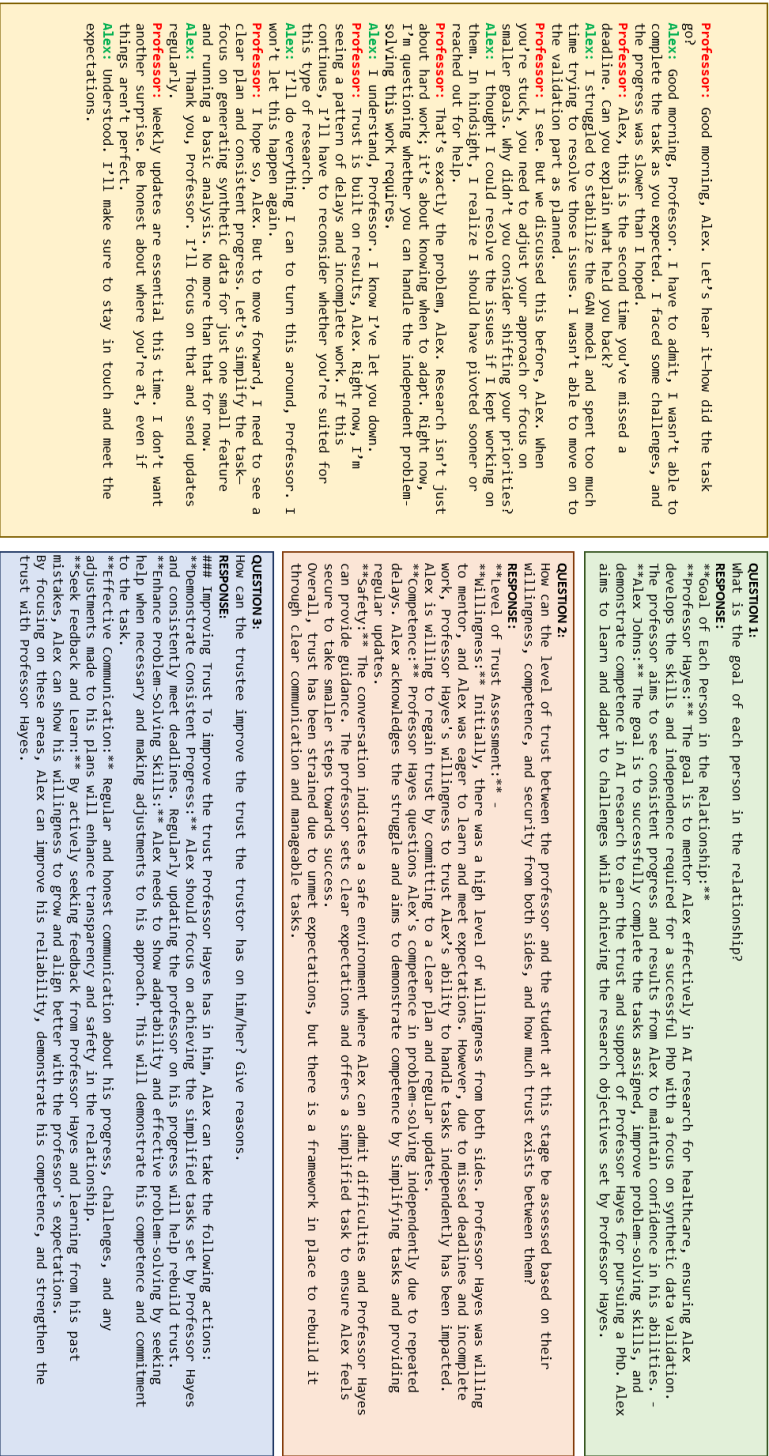 Professor: Good morning, Alex. Let's hear it—how did the task
go?
Alex: Good morning, Professor. I have to admit, I wasn't able to
complete the task as you expected. I faced some challenges, and
the progress was slower than I hoped.
Professor: Alex, this is the second time you've missed a
deadline. Can you explain what held you back?
Alex: I struggled to stabilize the GAN model and spent too much
time trying to resolve those issues. I wasn't able to move on to
the validation part as planned.
Professor: I see. But we discussed this before, Alex. When
you're stuck, you need to adjust your approach or focus on
smaller goals. Why didn't you consider shifting your priorities?
Alex: I thought I could resolve the issues if I kept working on
them. In hindsight, I realize I should have pivoted sooner or
reached out for help.
Professor: That's exactly the problem, Alex. Research isn't just
about hard work; it's about knowing when to adapt. Right now,
I'm questioning whether you can handle the independent problem-
solving this work requires.
Alex: I understand, Professor. I know I've let you down.
Professor: Trust is built on results, Alex. Right now, I'm
seeing a pattern of delays and incomplete work. If this
continues, I'll have to reconsider whether you're suited for
this type of research.
Alex: I'll do everything I can to turn this around, Professor. I
won't let this happen again.
Professor: I hope so, Alex. But to move forward, I need to see a
clear plan and consistent progress. Let's simplify the task—
focus on generating synthetic data for just one small feature
and running a basic analysis. No more than that for now.
Alex: Thank you, Professor. I'll focus on that and send updates
regularly.
Professor: Weekly updates are essential this time. I don't want
another surprise. Be honest about where you're at, even if
things aren't perfect.
Alex: Understood. I'll make sure to stay in touch and meet the
expectations.
QUESTION 1:
What is the goal of each person in the relationship?
RESPONSE:
**Goal of Each Person in the Relationship:**
**Professor Hayes:** The goal is to mentor Alex effectively in AI research for healthcare, ensuring Alex
develops the skills and independence required for a successful PhD with a focus on synthetic data validation.
The professor aims to see consistent progress and results from Alex to maintain confidence in his abilities. -
**Alex Johns:** The goal is to successfully complete the tasks assigned, improve problem-solving skills, and
demonstrate competence in AI research to earn the trust and support of Professor Hayes for pursuing a PhD. Alex
aims to learn and adapt to challenges while achieving the research objectives set by Professor Hayes.
QUESTION 2:
How can the level of trust between the professor and the student at this stage be assessed based on their
willingness, competence, and security from both sides, and how much trust exists between them?
RESPONSE:
**Level of Trust Assessment:** -
**Willingness:** Initially, there was a high level of willingness from both sides. Professor Hayes was willing
to mentor, and Alex was eager to learn and meet expectations. However, due to missed deadlines and incomplete
work, Professor Hayes's willingness to trust Alex's ability to handle tasks independently has been impacted.
Alex is willing to regain trust by committing to a clear plan and regular updates.
**Competence:** Professor Hayes questions Alex's competence in problem-solving independently due to repeated
delays. Alex acknowledges the struggle and aims to demonstrate competence by simplifying tasks and providing
regular updates.
**Safety:** The conversation indicates a safe environment where Alex can admit difficulties and Professor Hayes
can provide guidance. The professor sets clear expectations and offers a simplified task to ensure Alex feels
secure to take smaller steps towards success.
Overall, trust has been strained due to unmet expectations, but there is a framework in place to rebuild it
through clear communication and manageable tasks.
QUESTION 3:
How can the trustee improve the trust the trustor has on him/her? Give reasons.
RESPONSE:
### Improving Trust To improve the trust Professor Hayes has in him, Alex can take the following actions:
**Demonstrate Consistent Progress:** Alex should focus on achieving the simplified tasks set by Professor Hayes
and consistently meet deadlines. Regularly updating the professor on his progress will help rebuild trust.
**Enhance Problem-Solving Skills:** Alex needs to show adaptability and effective problem-solving by seeking
help when necessary and making adjustments to his approach. This will demonstrate his competence and commitment
to the task.
**Effective Communication:** Regular and honest communication about his progress, challenges, and any
adjustments made to his plans will enhance transparency and safety in the relationship.
**Seek Feedback and Learn:** By actively seeking feedback from Professor Hayes and learning from his past
mistakes, Alex can show his willingness to grow and align better with the professor's expectations.
By focusing on these areas, Alex can improve his reliability, demonstrate his competence, and strengthen the
trust with Professor Hayes.